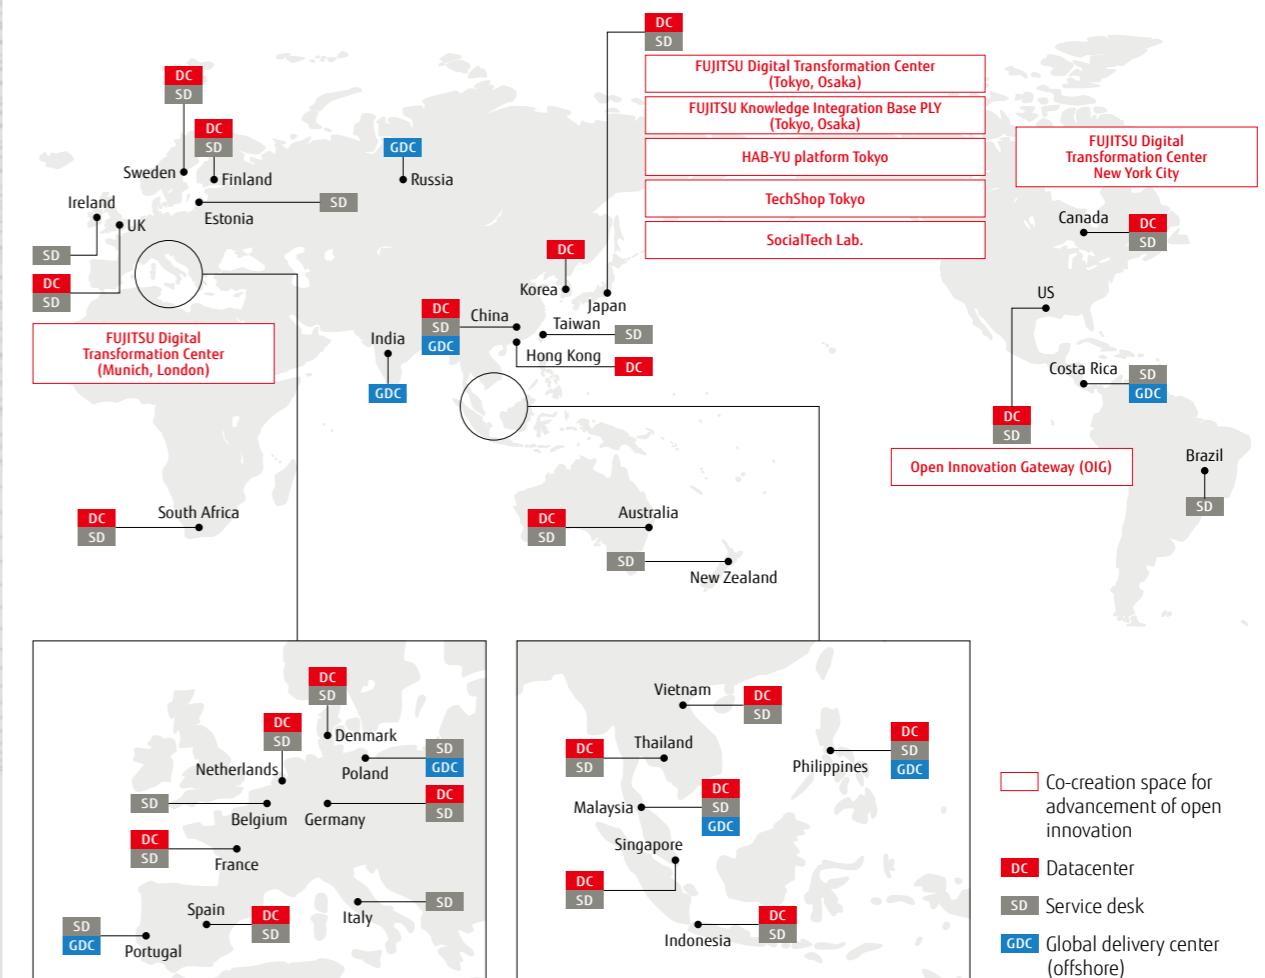 DC
SD
FUJITSU Digital Transformation Center
(Tokyo, Osaka)
FUJITSU Knowledge Integration Base PLY
(Tokyo, Osaka)
HAB-YU platform Tokyo
TechShop Tokyo
SocialTech Lab.
Japan
DC
SD
Sweden
DC
SD
Finland
GDC
Russia
Estonia
SD
Ireland
SD
UK
DC
SD
FUJITSU Digital
Transformation Center
(Munich, London)
FUJITSU Digital
Transformation Center
New York City
Canada
DC
SD
US
DC
SD
Open Innovation Gateway (OIG)
Costa Rica
SD
GDC
Brazil
SD
DC
Korea
DC
SD
GDC
China
Taiwan
SD
Hong Kong
DC
India
GDC
South Africa
DC
SD
Australia
DC
SD
SD
New Zealand
DC
SD
Denmark
DC
SD
Netherlands
Poland
SD
GDC
SD
Belgium
Germany
DC
SD
DC
SD
France
Italy
SD
Spain
DC
SD
SD
GDC
Portugal
Vietnam
DC
SD
Thailand
DC
SD
Philippines
DC
SD
GDC
Malaysia
DC
SD
GDC
Singapore
DC
SD
Indonesia
DC
SD
Co-creation space for
advancement of open
innovation
DC Datacenter
SD Service desk
GDC Global delivery center
(offshore)